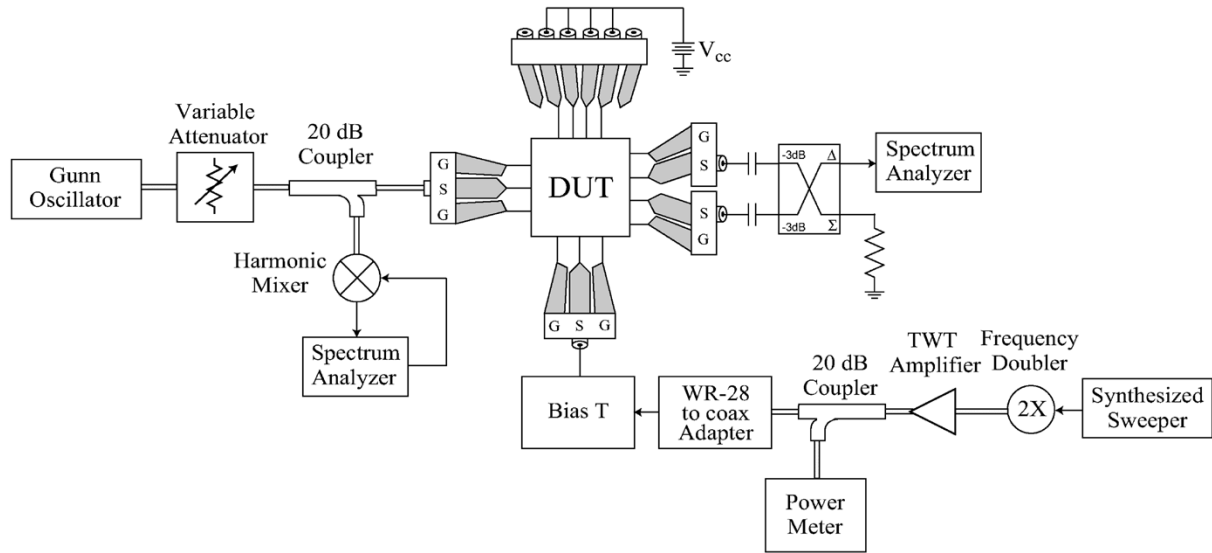 V_cc
Variable
Attenuator
20 dB
Coupler
Gunn
Oscillator
G
S
G
DUT
G
S
S
G
-3dB
Δ
-3dB
Σ
Spectrum
Analyzer
Harmonic
Mixer
Spectrum
Analyzer
G S G
Bias T
WR-28
to coax
Adapter
20 dB
Coupler
TWT
Amplifier
Frequency
Doubler
2X
Synthesized
Sweeper
Power
Meter